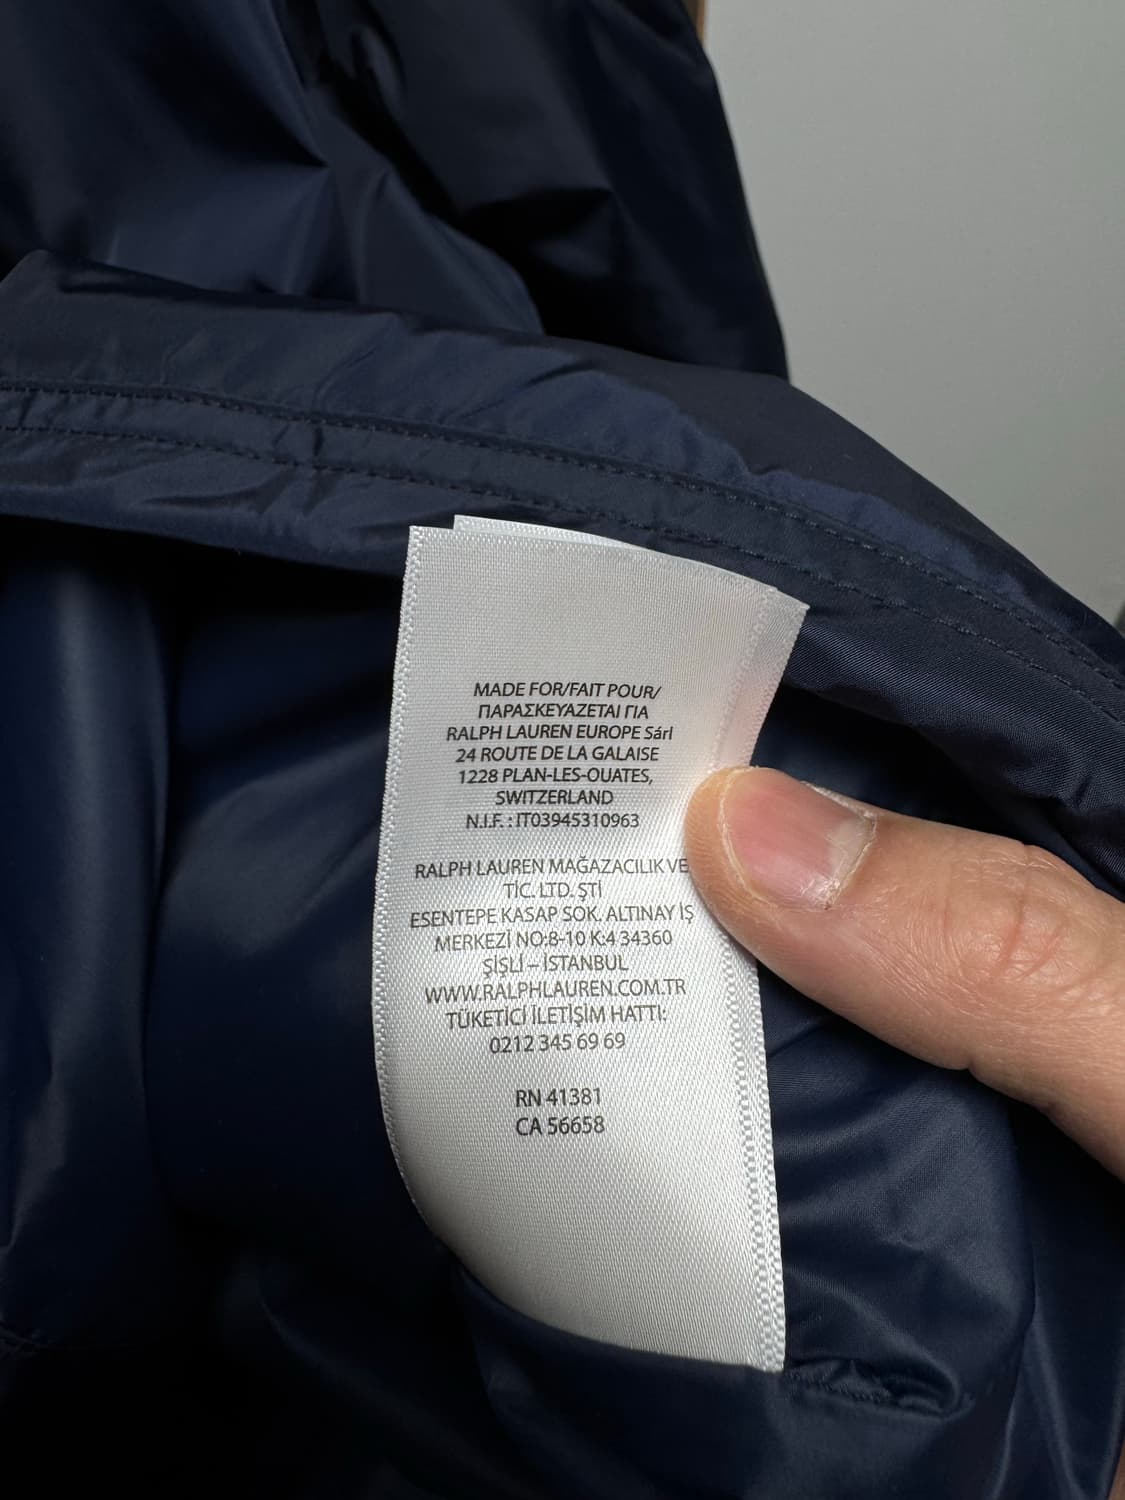 MADE FOR/FAIT POUR/
ΠΑΡΑΣΚΕΥΑΖΕΤΑΙ ΓΙΑ
RALPH LAUREN EUROPE Sárl
24 ROUTE DE LA GALAISE
1228 PLAN-LES-OUATES,
SWITZERLAND
N.I.F. : IT03945310963
RALPH LAUREN MAĞAZACILIK VE
TİC. LTD. ŞTİ
ESENTEPE KASAP SOK. ALTINAY İŞ
MERKEZİ NO:8-10 K:4 34360
ŞİŞLİ – İSTANBUL
WWW.RALPHLAUREN.COM.TR
TÜKETİCİ İLETİŞİM HATTI:
0212 345 69 69
RN 41381
CA 56658